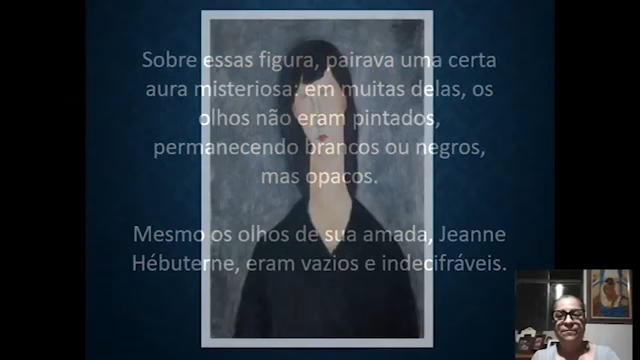 Sobre essas figura, pairava uma certa
aura misteriosa: em muitas delas, os
olhos não eram pintados,
permanecendo brancos ou negros,
mas opacos.
Mesmo os olhos de sua amada, Jeanne
Hébuterne, eram vazios e indecifráveis.